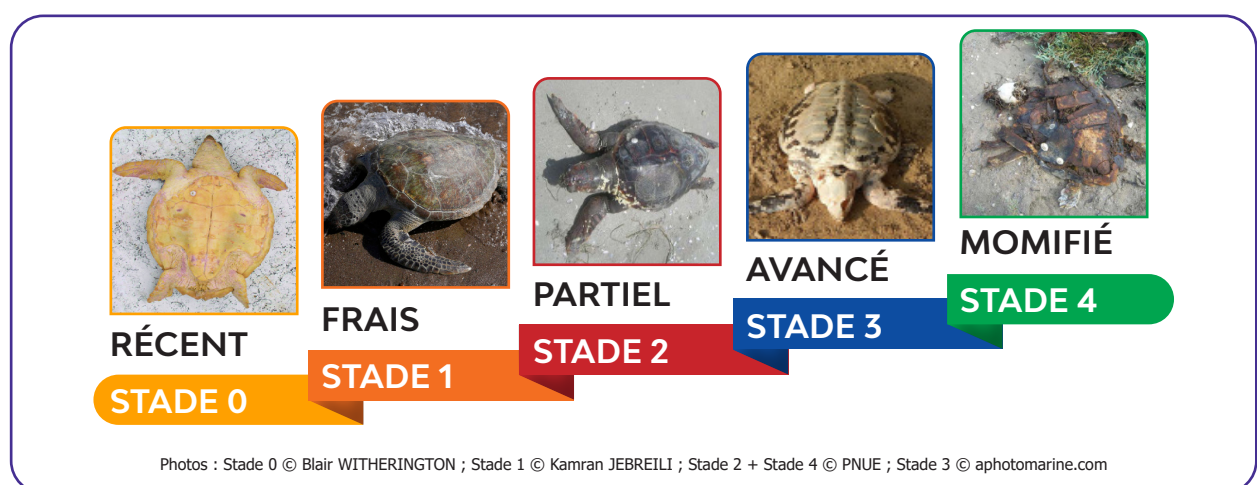 RÉCENT
STADE 0
FRAIS
STADE 1
PARTIEL
STADE 2
AVANCÉ
STADE 3
MOMIFIÉ
STADE 4
Photos : Stade 0 © Blair WITHERINGTON ; Stade 1 © Kamran JEBREILI ; Stade 2 + Stade 4 © PNUE ; Stade 3 © aphotomarine.com